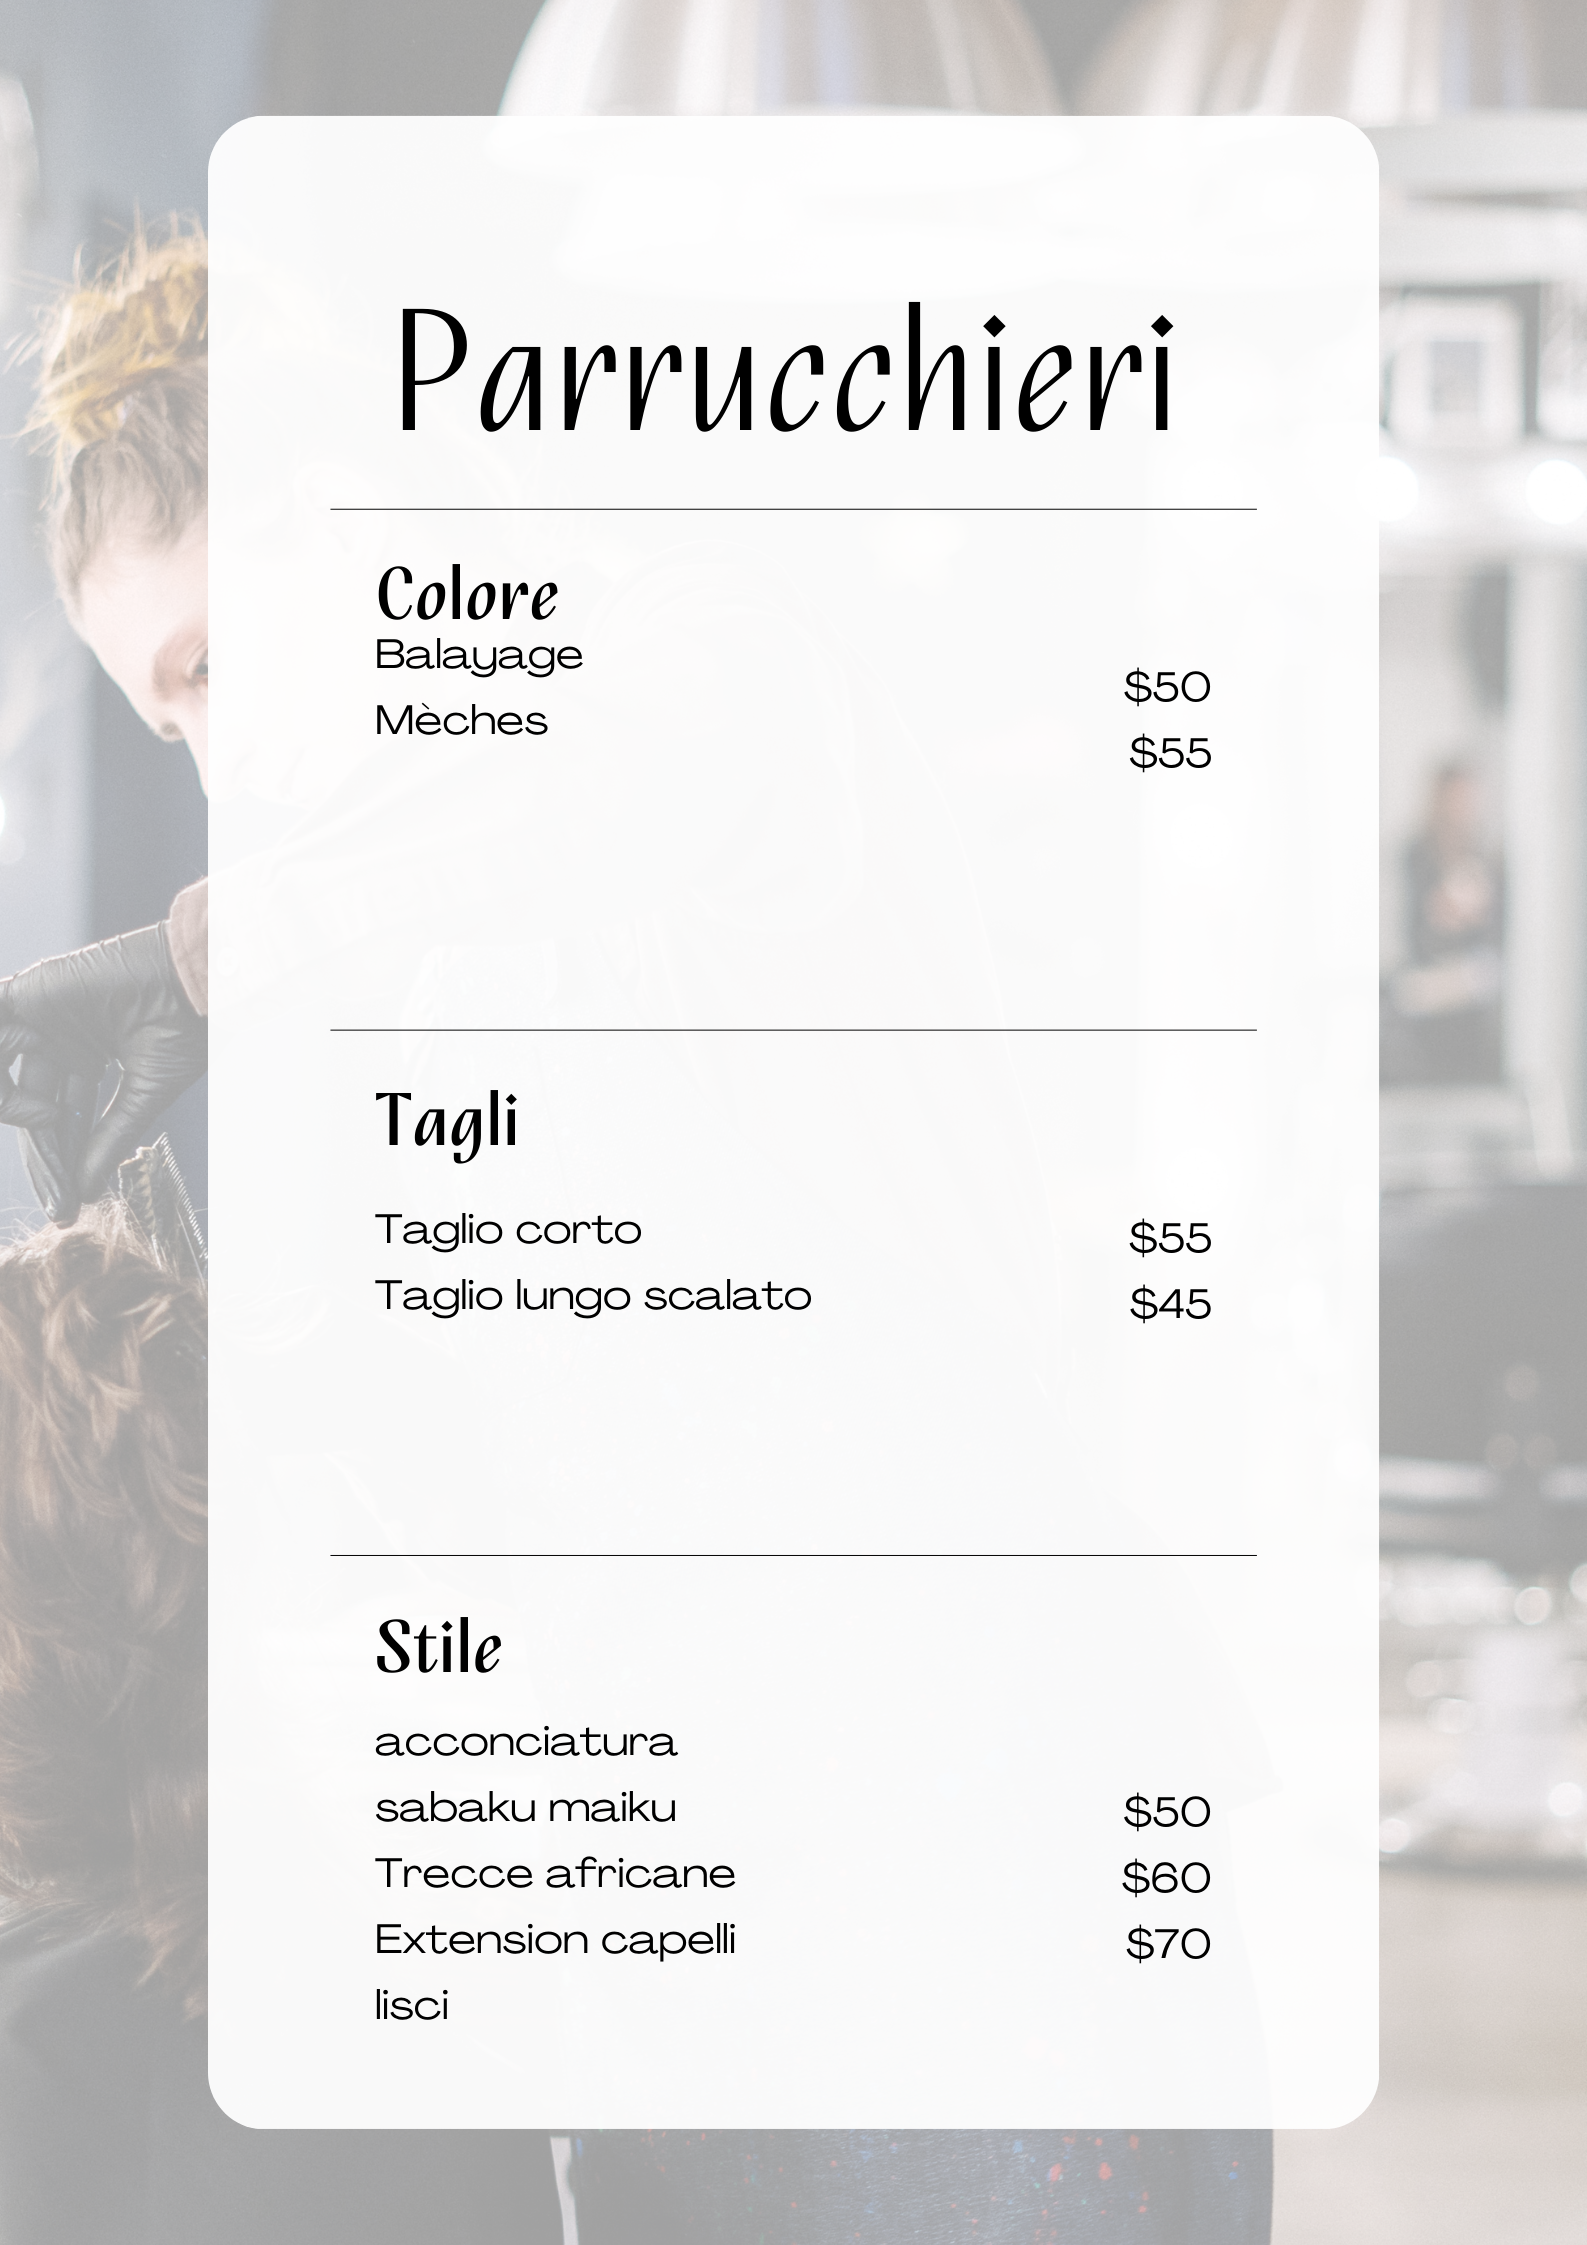 Parrucchieri
Colore
Balayage
$50
Mèches
$55
Tagli
Taglio corto
$55
Taglio lungo scalato
$45
Stile
acconciatura
sabaku maiku
$50
Trecce africane
$60
Extension capelli
$70
lisci